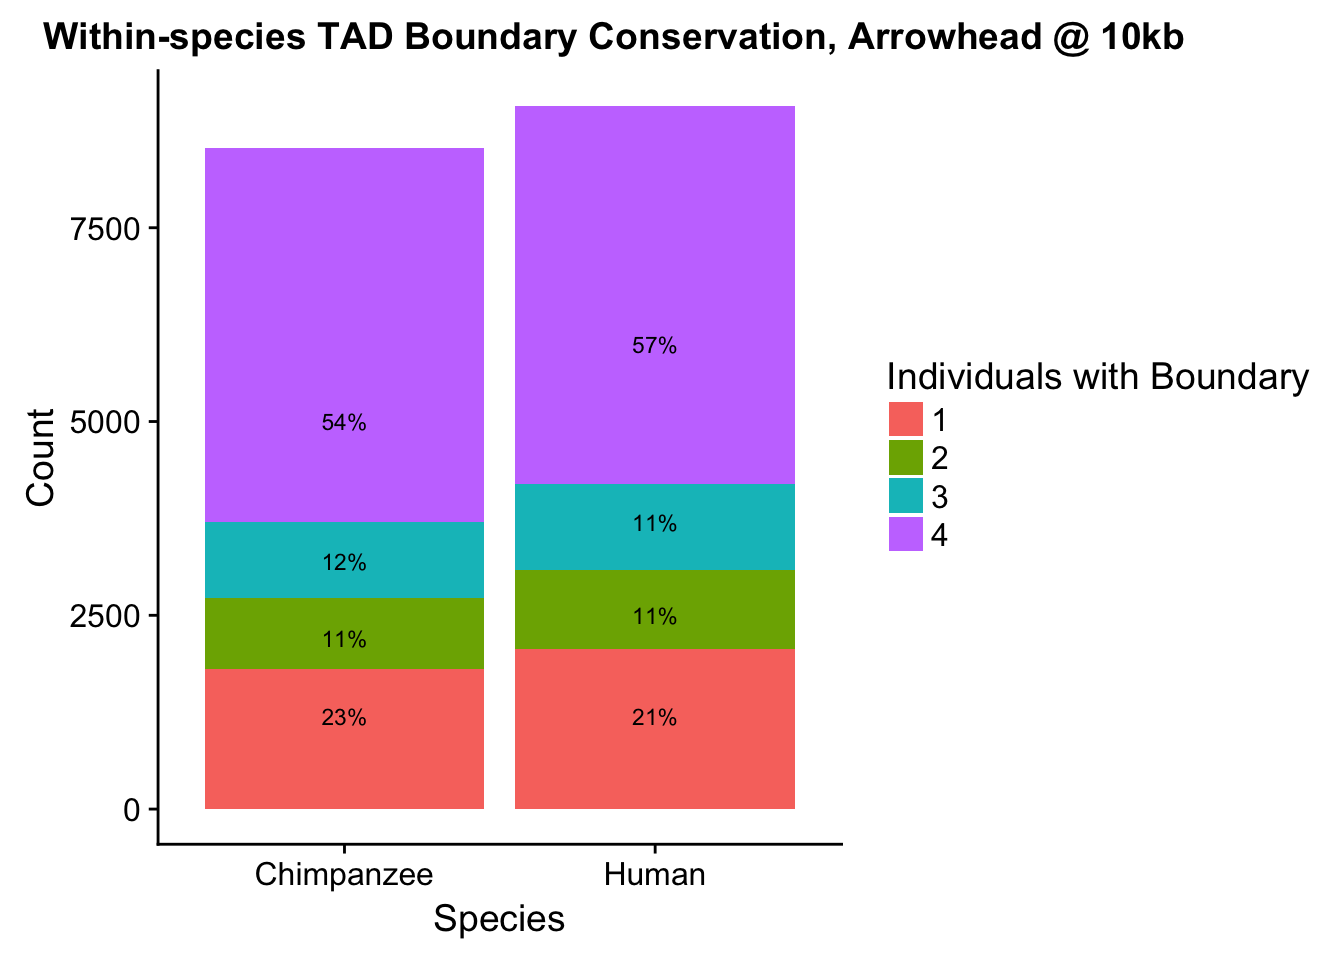 Within-species TAD Boundary Conservation, Arrowhead @ 10kb
Count
7500
5000
2500
0
54%
12%
11%
23%
57%
11%
11%
21%
Chimpanzee
Human
Species
Individuals with Boundary
1
2
3
4